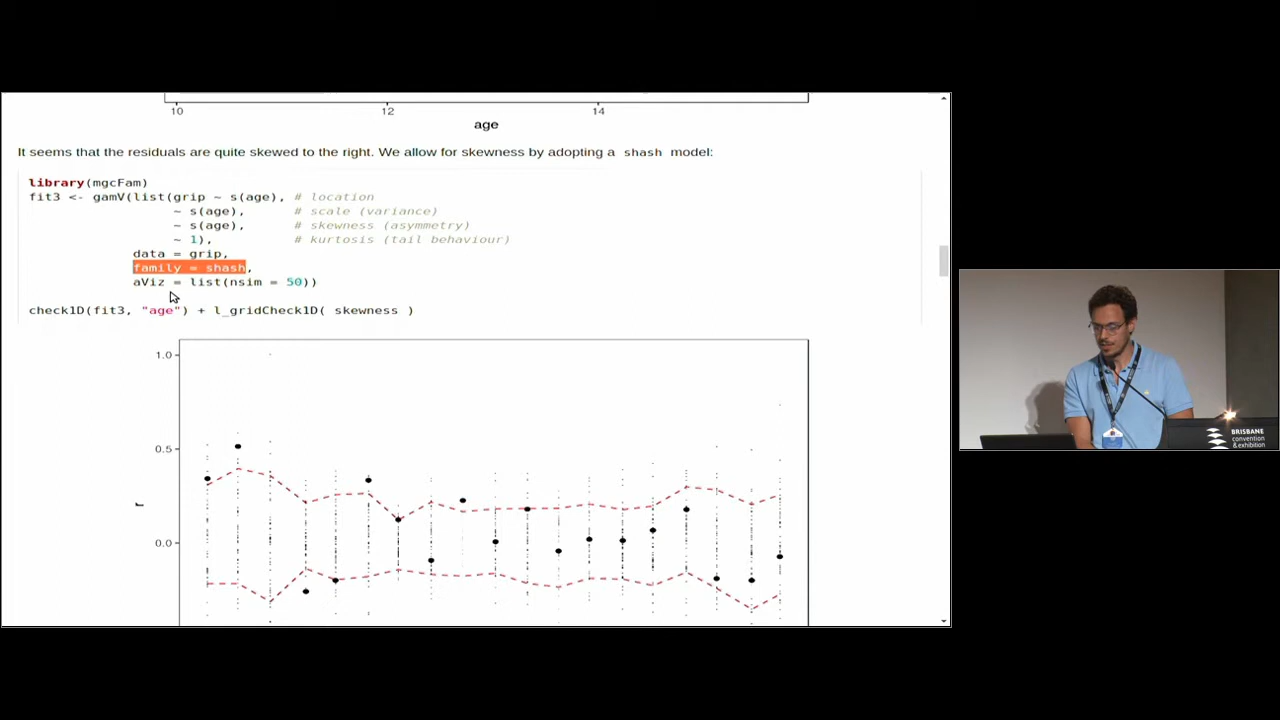 10 12 14
age
It seems that the residuals are quite skewed to the right. We allow for skewness by adopting a shash model:
library(mgcFam)
fit3 <- gamV(list(grip ~ s(age), # location
~ s(age), # scale (variance)
~ s(age), # skewness (asymmetry)
~ 1), # kurtosis (tail behaviour)
data = grip,
family = shash,
aViz = list(nsim = 50))
check1D(fit3, "age") + l_gridCheck1D( skewness )
1.0
0.5
r
0.0
BRISBANE
convention
& exhibition